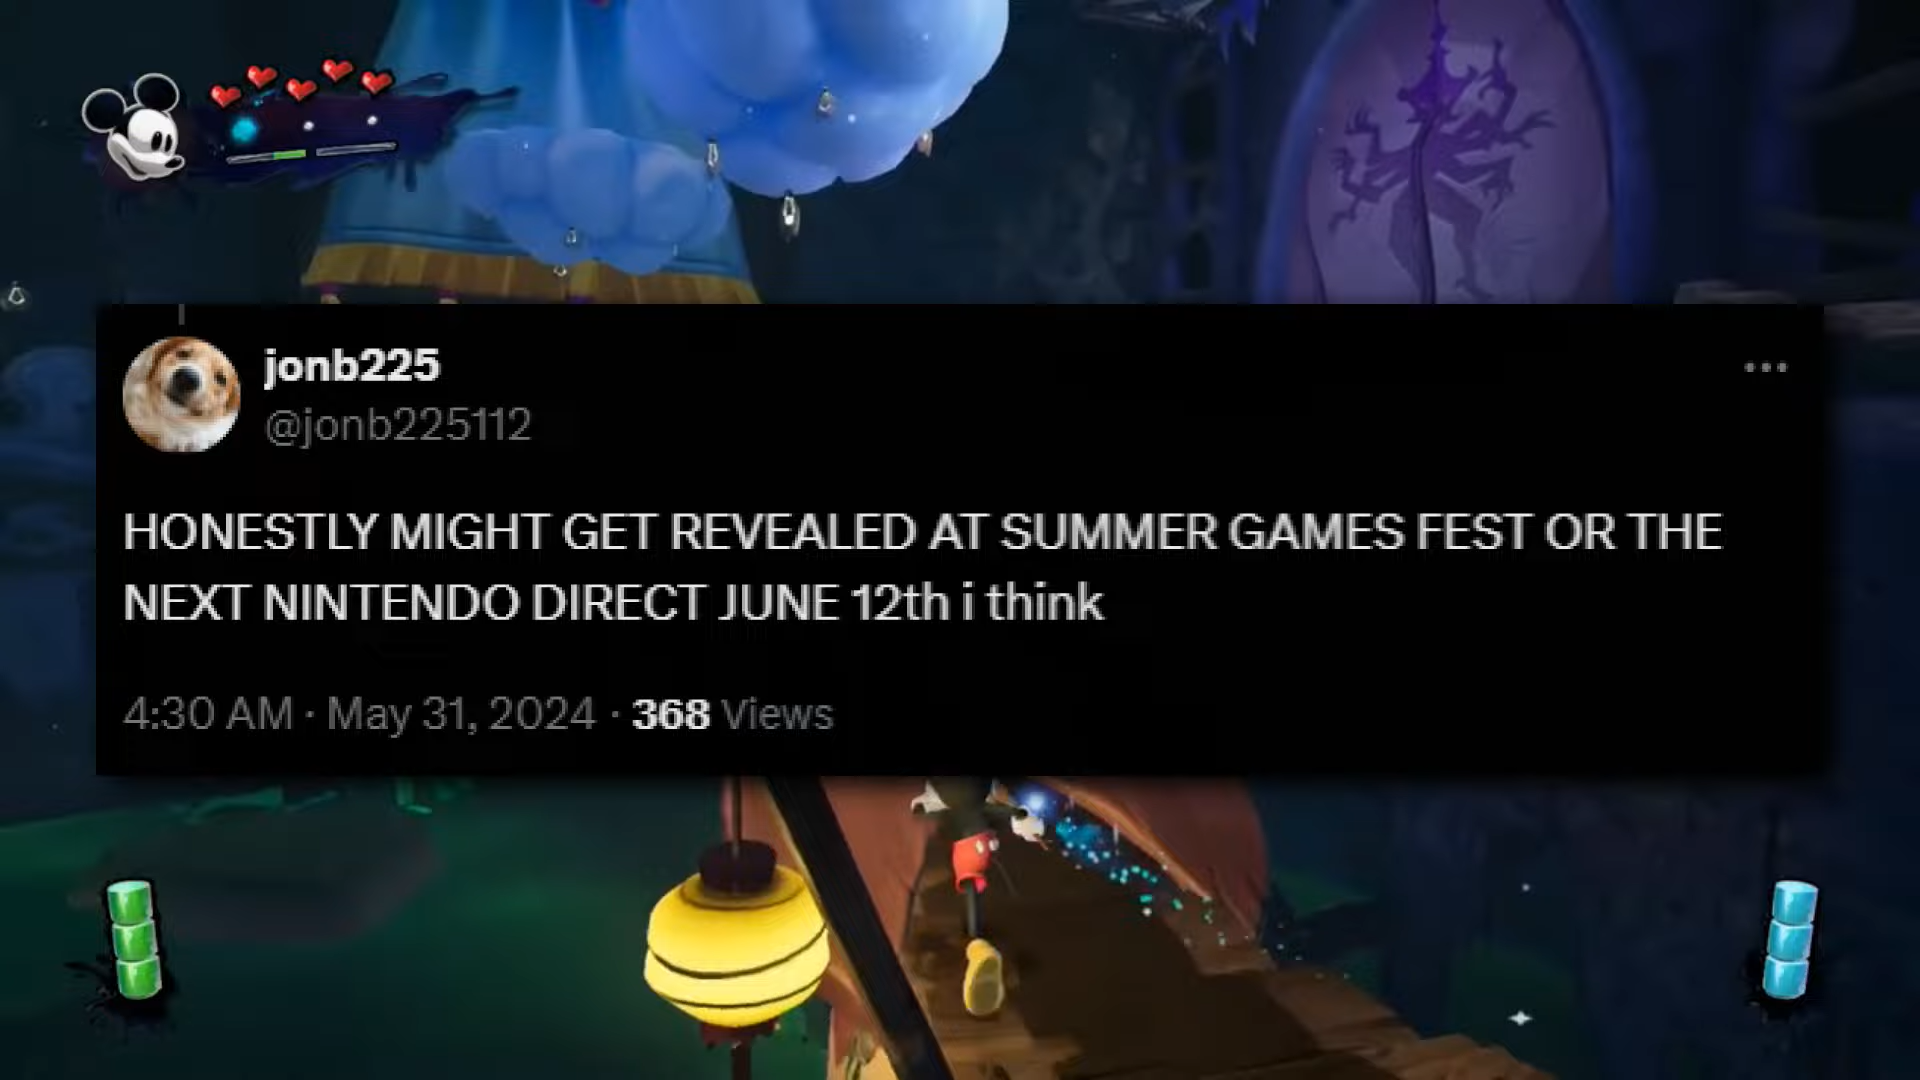 jonb225
@jonb225112
HONESTLY MIGHT GET REVEALED AT SUMMER GAMES FEST OR THE
NEXT NINTENDO DIRECT JUNE 12th i think
4:30 AM · May 31, 2024 · 368 Views